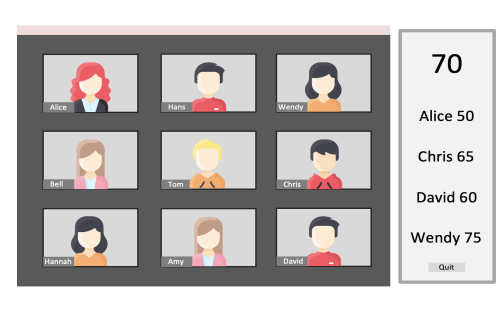 Alice
Hans
Wendy
Bell
Tom
Chris
Hannah
Amy
David
70
Alice 50
Chris 65
David 60
Wendy 75
Quit